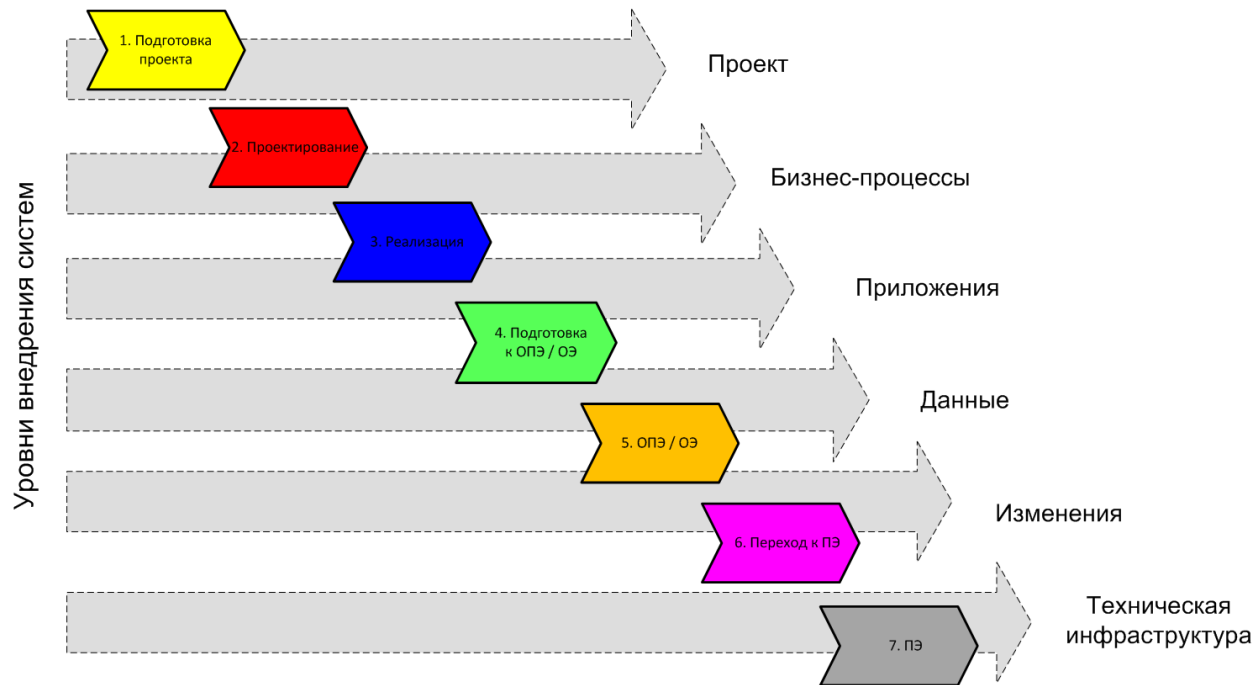 Уровни внедрения систем
1. Подготовка
проекта
Проект
2. Проектирование
Бизнес-процессы
3. Реализация
Приложения
4. Подготовка
к ОПЭ / ОЭ
Данные
5. ОПЭ / ОЭ
Изменения
6. Переход к ПЭ
Техническая
инфраструктура
7. ПЭ